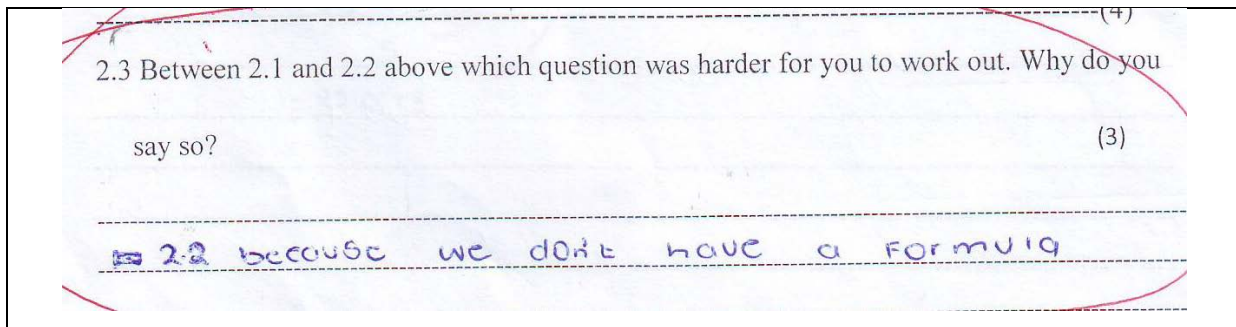 (4)
2.3 Between 2.1 and 2.2 above which question was harder for you to work out. Why do you
say so? (3)
2.2 because we don't have a Formula